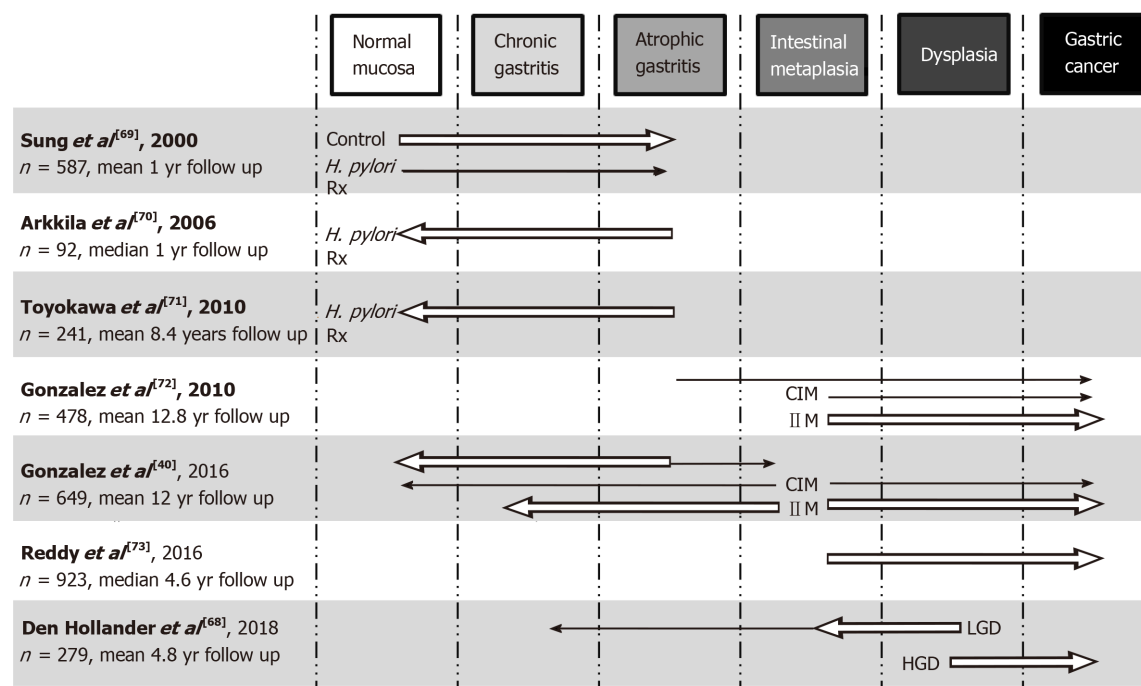 Normal
mucosa
Chronic
gastritis
Atrophic
gastritis
Intestinal
metaplasia
Dysplasia
Gastric
cancer
Sung et al[69], 2000
n = 587, mean 1 yr follow up
Control
H. pylori
Rx
Arkkila et al[70], 2006
n = 92, median 1 yr follow up
H. pylori
Rx
Toyokawa et al[71], 2010
n = 241, mean 8.4 years follow up
H. pylori
Rx
Gonzalez et al[72], 2010
n = 478, mean 12.8 yr follow up
CIM
ⅡM
Gonzalez et al[40], 2016
n = 649, mean 12 yr follow up
CIM
ⅡM
Reddy et al[73], 2016
n = 923, median 4.6 yr follow up
Den Hollander et al[68], 2018
n = 279, mean 4.8 yr follow up
LGD
HGD